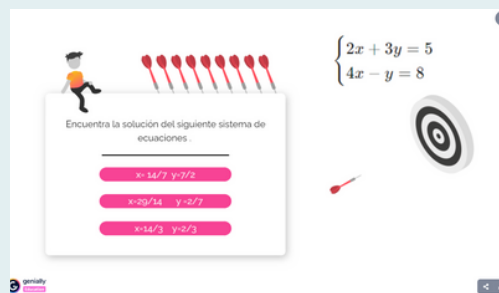 2x + 3y = 5
4x − y = 8
Encuentra la solución del siguiente sistema de
ecuaciones .
x= 14/7 y=7/2
x=29/14 y =2/7
x=14/3 y=2/3
genially